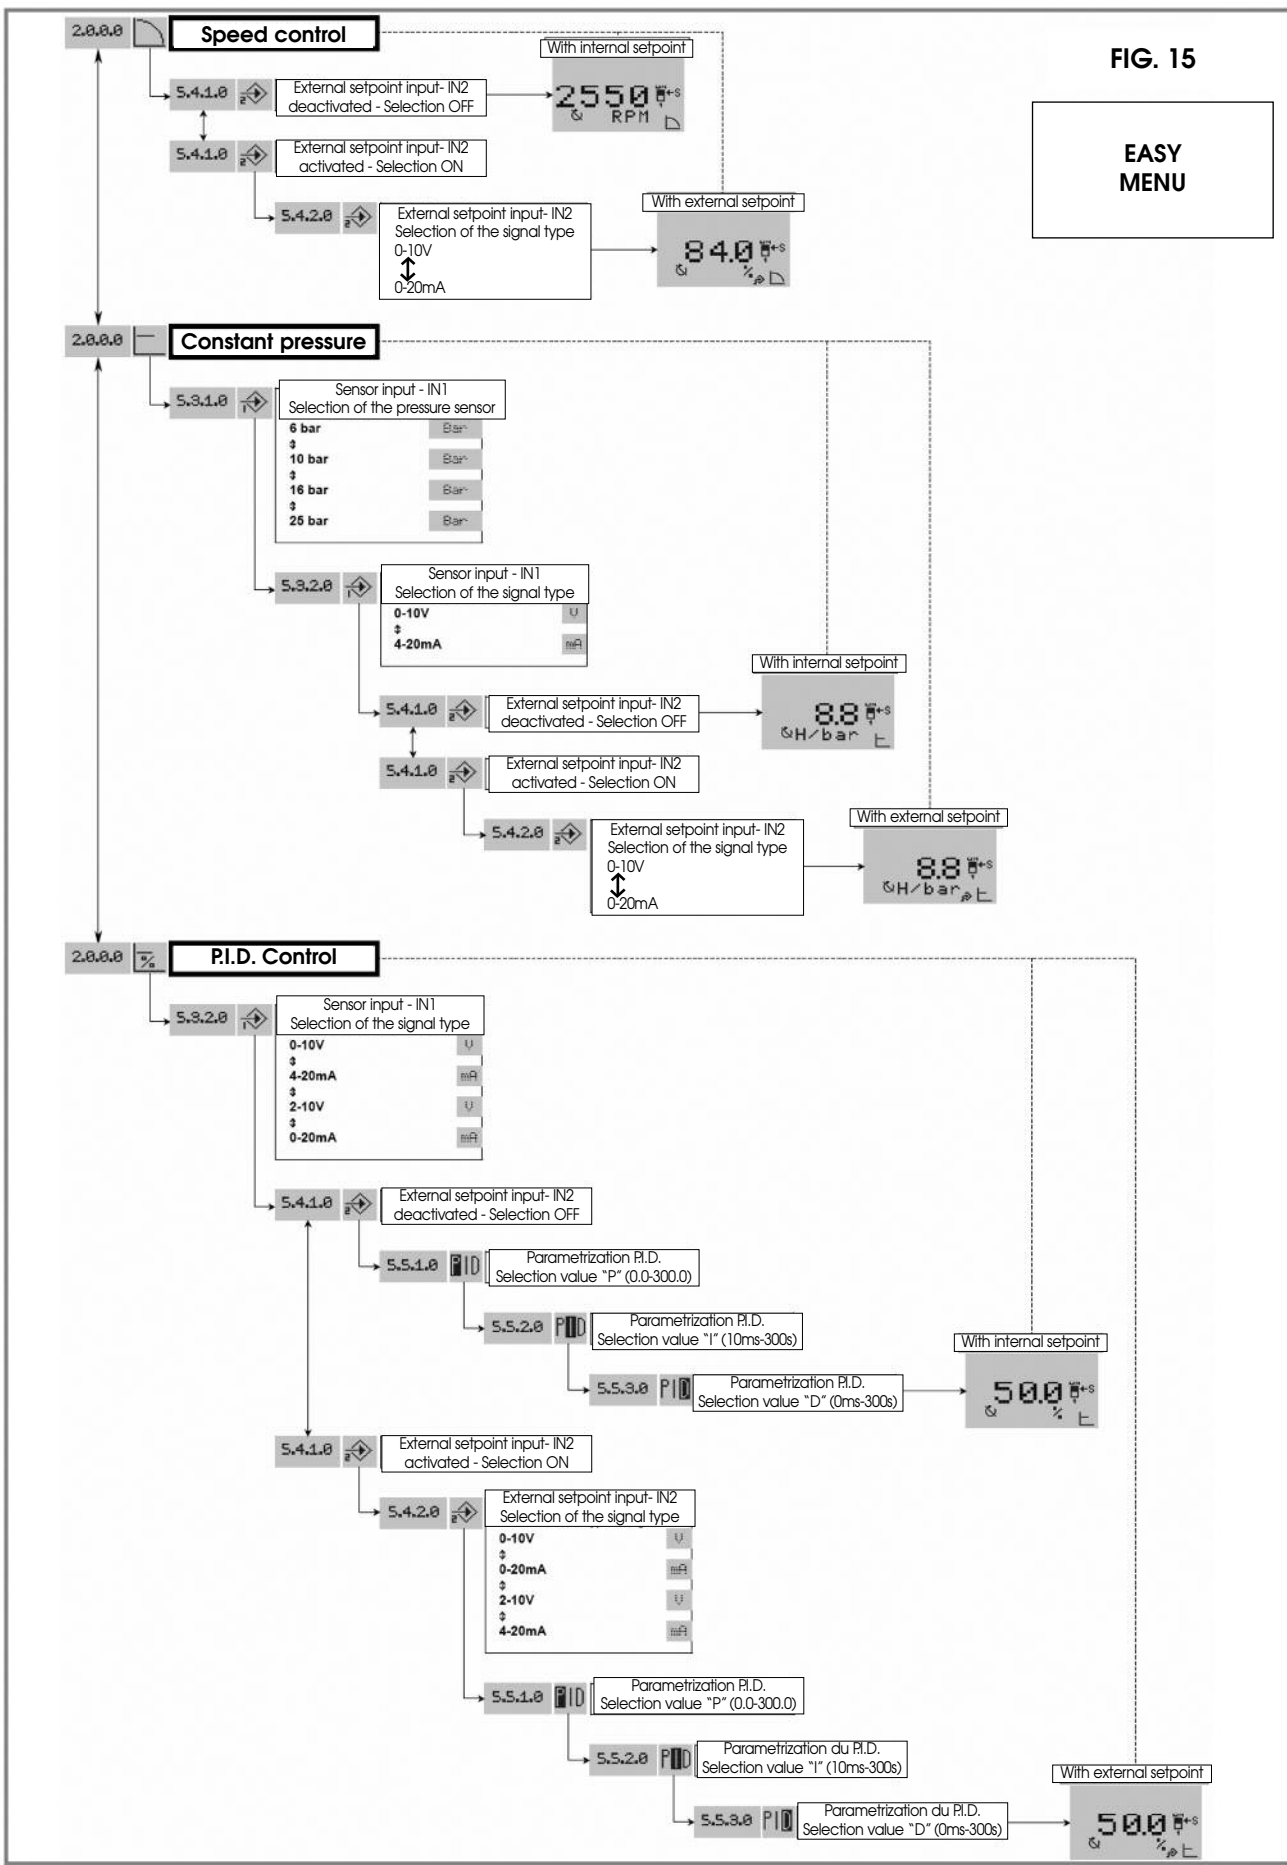 2.0.0.0 Speed control
FIG. 15
EASY
MENU
With internal setpoint
5.4.1.0 2 External setpoint input- IN2
deactivated - Selection OFF
2550 ←S
RPM
5.4.1.0 2 External setpoint input- IN2
activated - Selection ON
With external setpoint
5.4.2.0 2 External setpoint input- IN2
Selection of the signal type
0-10V
0-20mA
84.0 ←S
%
2.0.0.0 Constant pressure
5.3.1.0 1 Sensor input - IN1
Selection of the pressure sensor
6 bar Bar
10 bar Bar
16 bar Bar
25 bar Bar
5.3.2.0 1 Sensor input - IN1
Selection of the signal type
0-10V V
4-20mA mA
With internal setpoint
5.4.1.0 2 External setpoint input- IN2
deactivated - Selection OFF
8.8 ←S
H/bar
5.4.1.0 2 External setpoint input- IN2
activated - Selection ON
With external setpoint
5.4.2.0 2 External setpoint input- IN2
Selection of the signal type
0-10V
0-20mA
8.8 ←S
H/bar
2.0.0.0 P.I.D. Control
5.3.2.0 1 Sensor input - IN1
Selection of the signal type
0-10V V
4-20mA mA
2-10V V
0-20mA mA
5.4.1.0 2 External setpoint input- IN2
deactivated - Selection OFF
5.5.1.0 PID Parametrization P.I.D.
Selection value "P" (0.0-300.0)
5.5.2.0 PID Parametrization P.I.D.
Selection value "I" (10ms-300s)
With internal setpoint
5.5.3.0 PID Parametrization P.I.D.
Selection value "D" (0ms-300s)
50.0 ←S
%
5.4.1.0 2 External setpoint input- IN2
activated - Selection ON
5.4.2.0 2 External setpoint input- IN2
Selection of the signal type
0-10V V
0-20mA mA
2-10V V
4-20mA mA
5.5.1.0 PID Parametrization P.I.D.
Selection value "P" (0.0-300.0)
5.5.2.0 PID Parametrization du P.I.D.
Selection value "I" (10ms-300s)
With external setpoint
5.5.3.0 PID Parametrization du P.I.D.
Selection value "D" (0ms-300s)
50.0 ←S
%